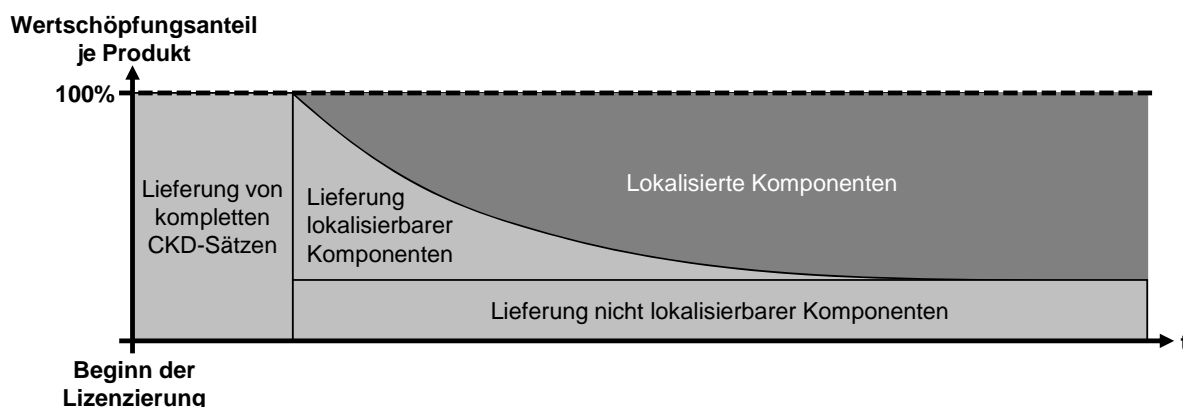 Wertschöpfungsanteil
je Produkt
100%
Lieferung von
kompletten
CKD-Sätzen
Lieferung
lokalisierbarer
Komponenten
Lokalisierte Komponenten
Lieferung nicht lokalisierbarer Komponenten
t
Beginn der
Lizenzierung